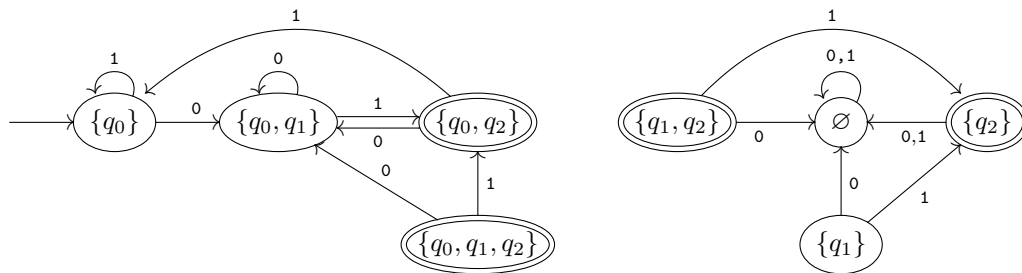 1 1
1 0 0,1
{q₀} 0 {q₀, q₁} 1 {q₀, q₂} {q₁, q₂} ∅ {q₂}
0 0 0,1
0 1 0 1
{q₀, q₁, q₂} {q₁}